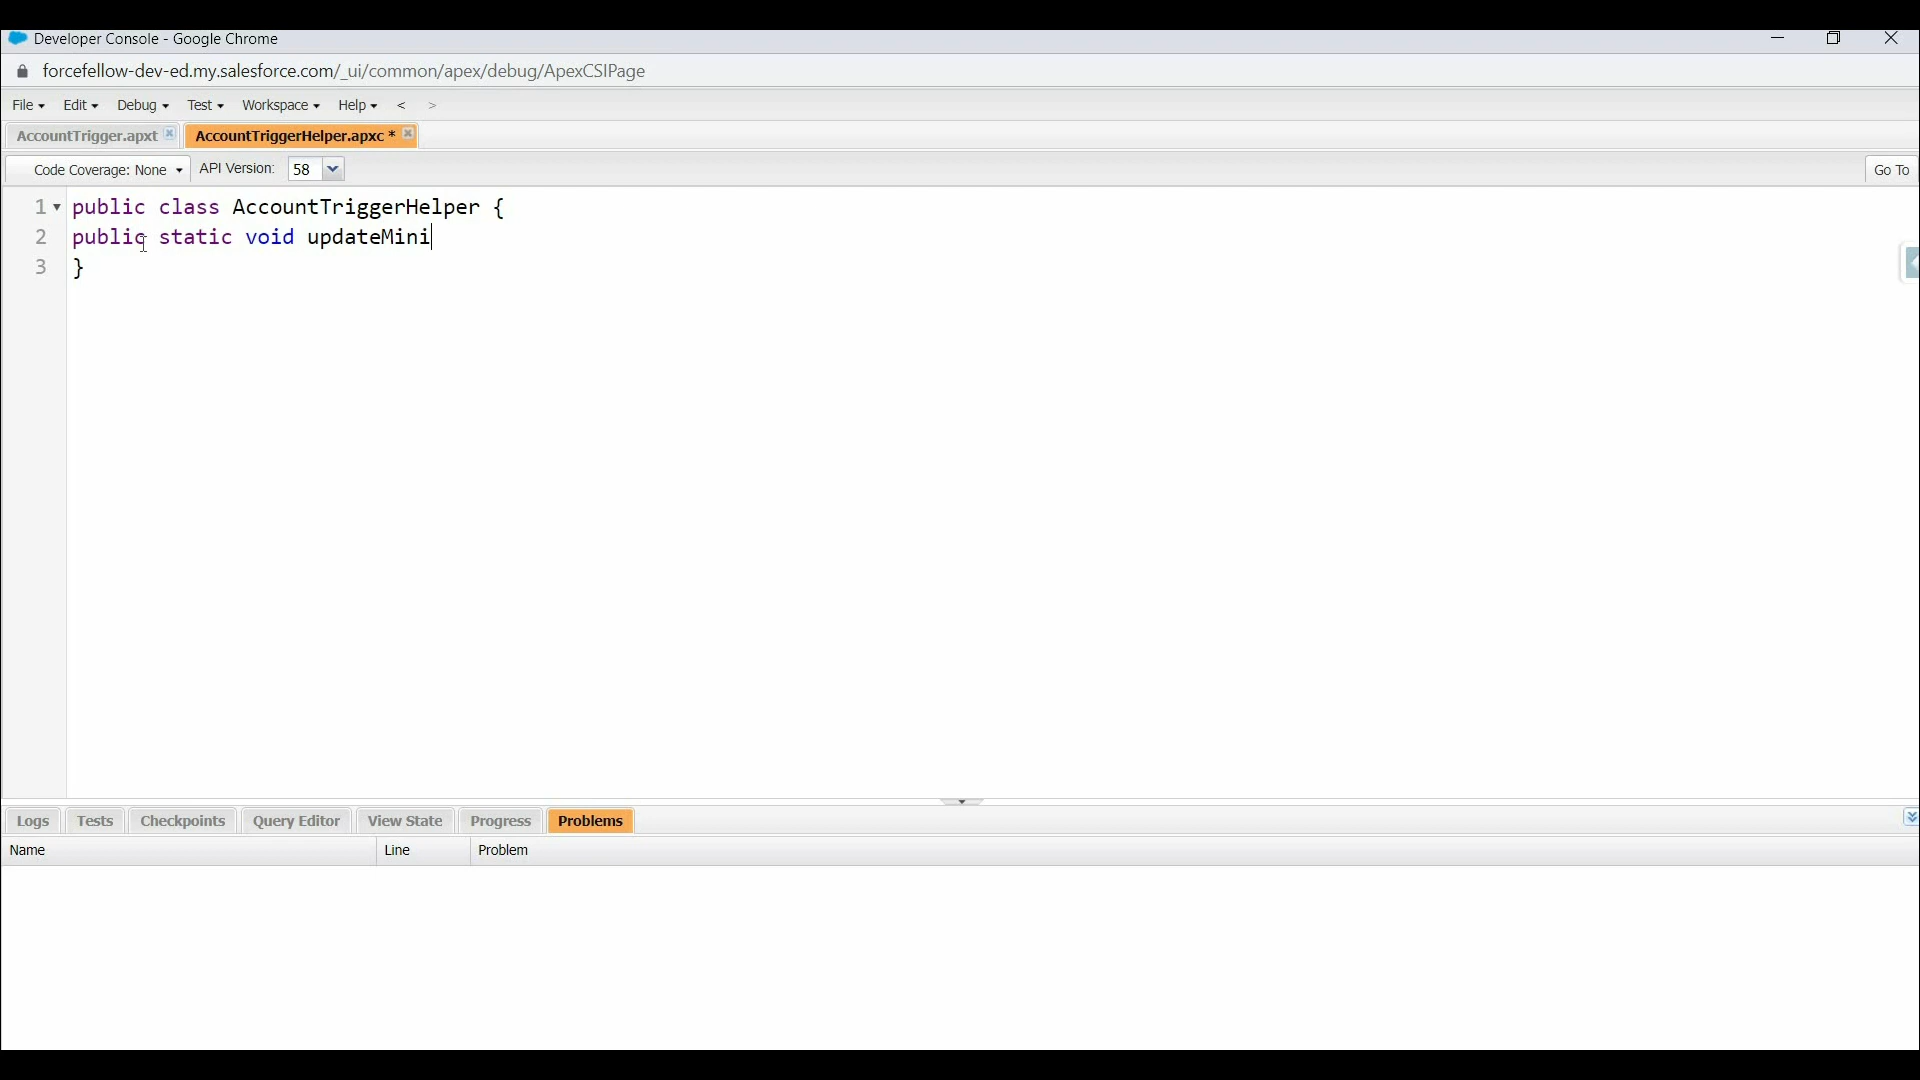 Developer Console - Google Chrome
forcefellow-dev-ed.my.salesforce.com/_ui/common/apex/debug/ApexCSIPage
File Edit Debug Test Workspace Help < >
AccountTrigger.apxt AccountTriggerHelper.apxc *
Code Coverage: None API Version: 58 Go To
1 public class AccountTriggerHelper {
2 public static void updateMini
3 }
Logs Tests Checkpoints Query Editor View State Progress Problems
Name Line Problem